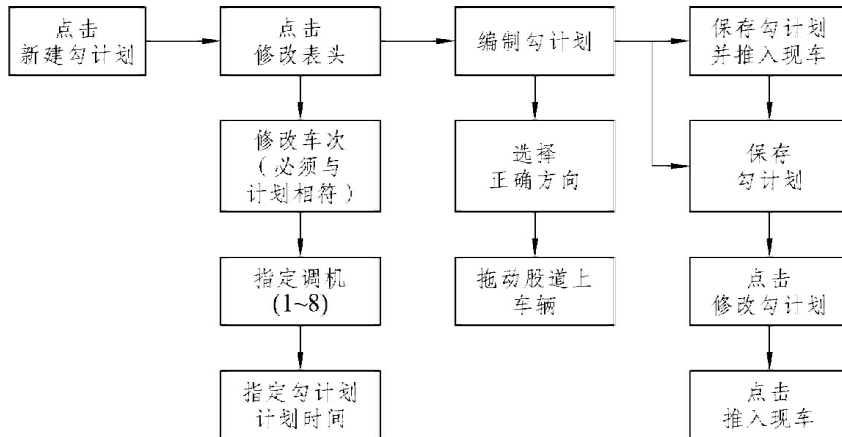 点击
新建勾计划
点击
修改表头
编制勾计划
保存勾计划
并推入现车
修改车次
(必须与
计划相符)
选择
正确方向
保存
勾计划
指定调机
(1~8)
拖动股道上
车辆
点击
修改勾计划
指定勾计划
计划时间
点击
推入现车